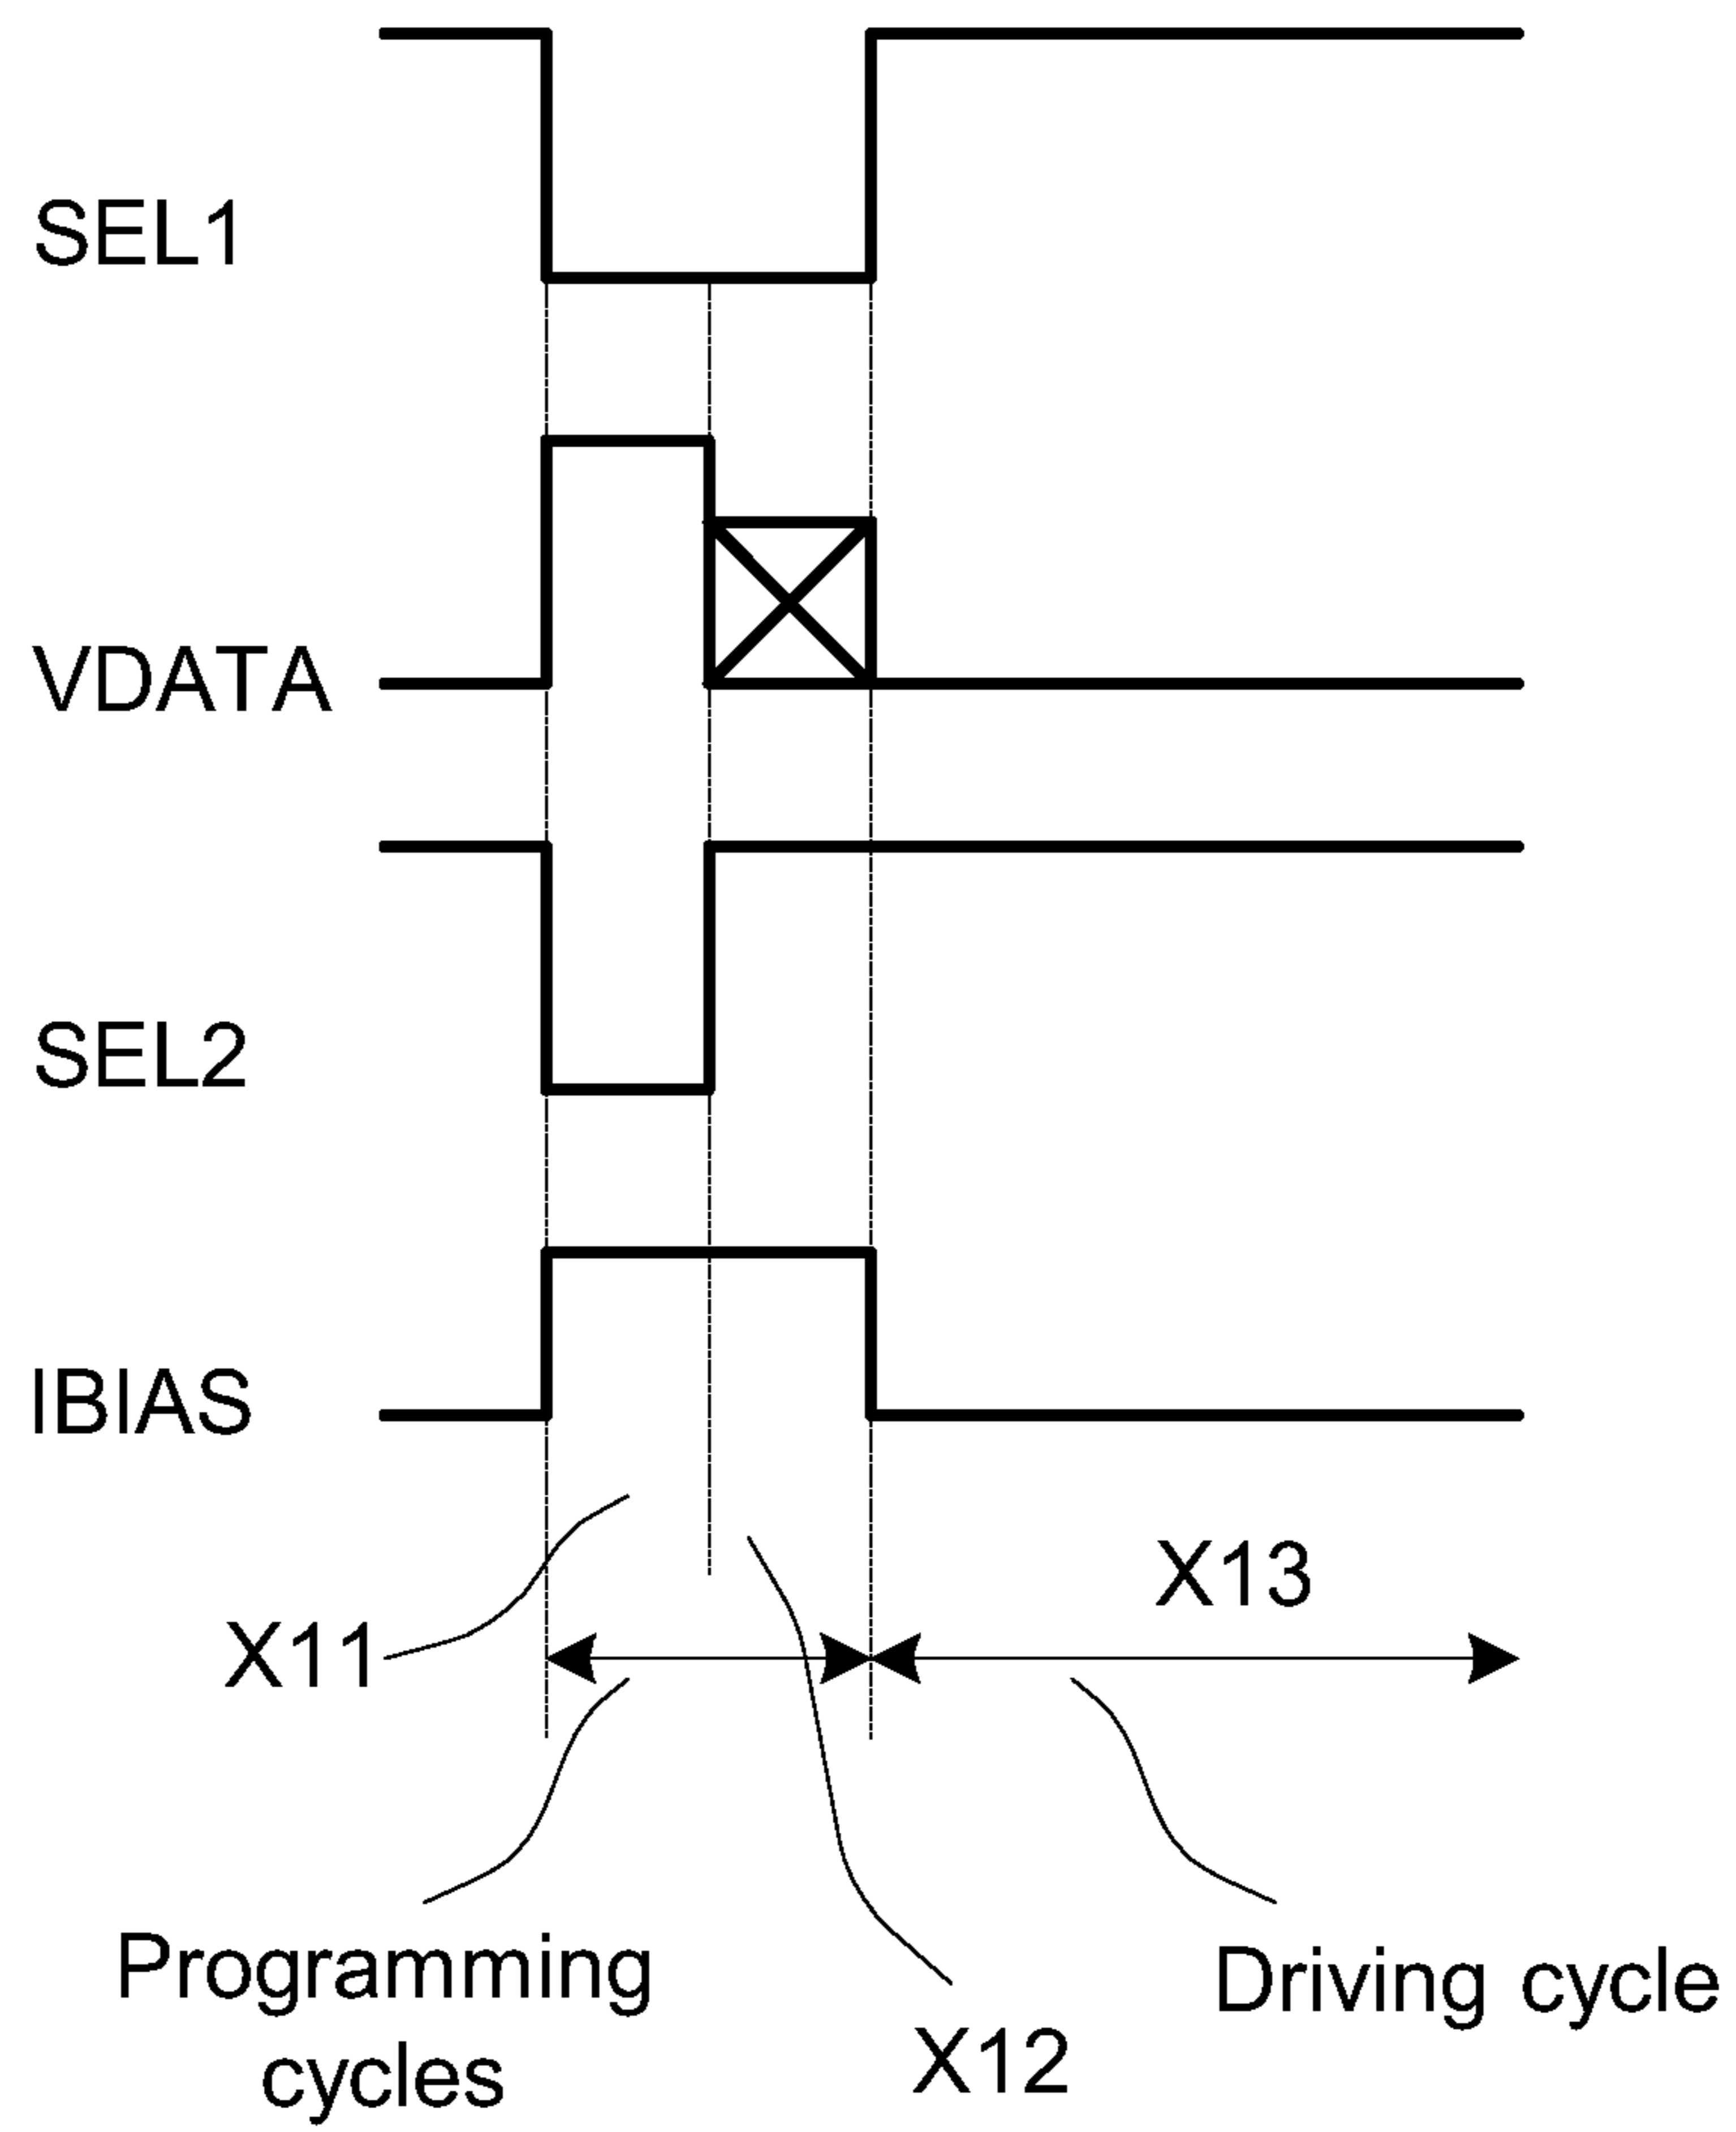 SEL1
VDATA
SEL2
IBIAS
X13
X11
Programming
cycles
Driving cycle
X12